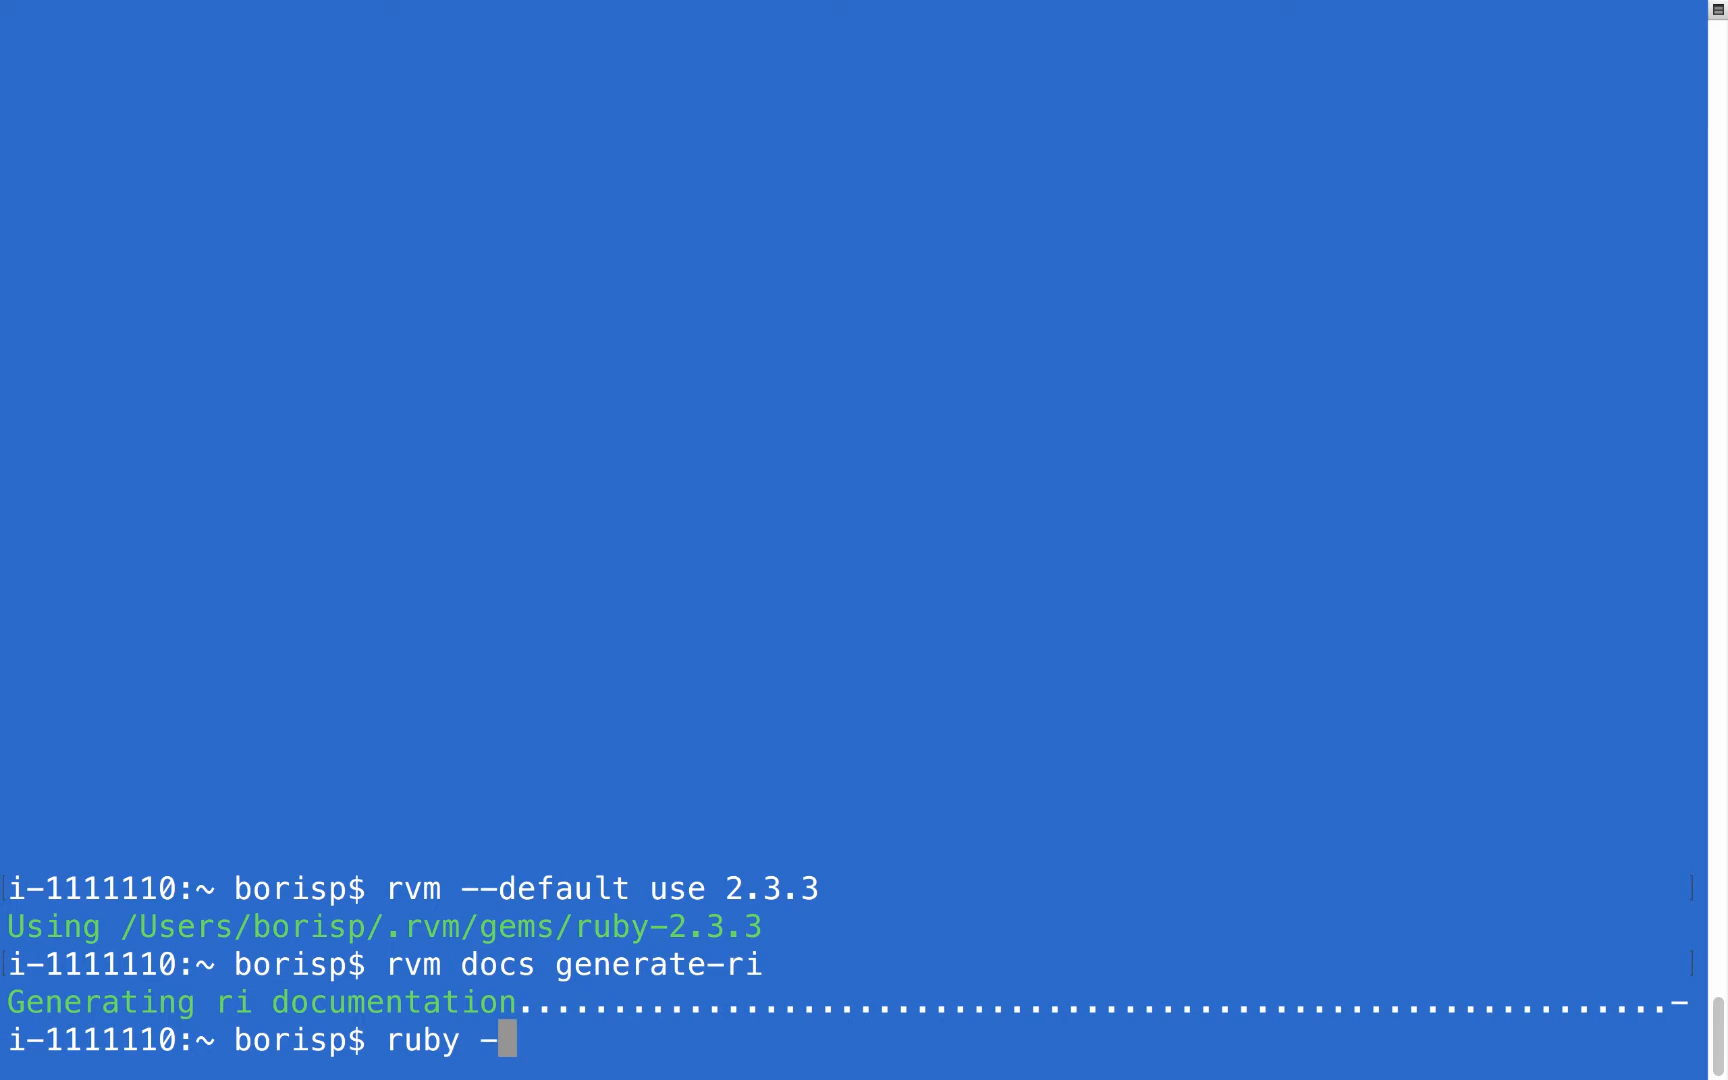 i-1111110:~ borisp$ rvm --default use 2.3.3
Using /Users/borisp/.rvm/gems/ruby-2.3.3
i-1111110:~ borisp$ rvm docs generate-ri
Generating ri documentation.............................................................-
i-1111110:~ borisp$ ruby -